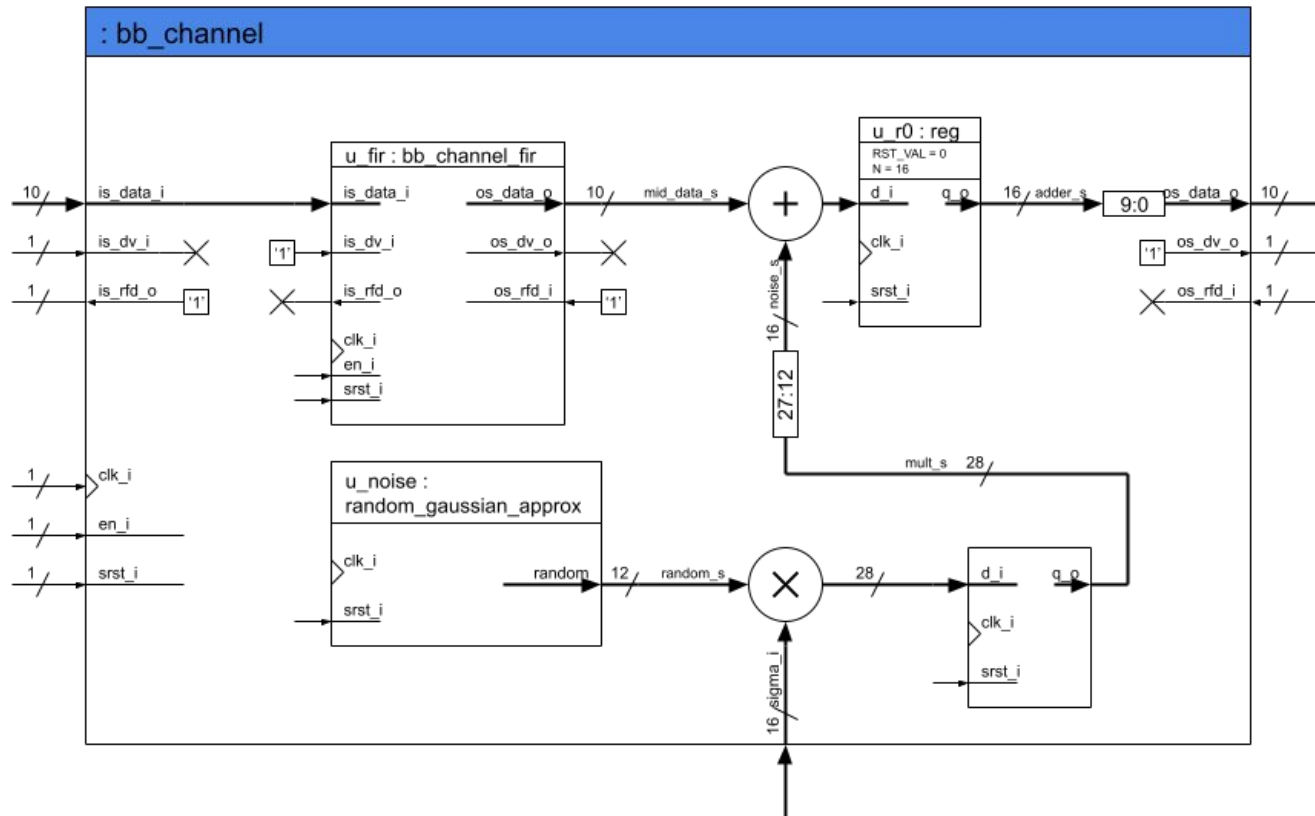 : bb_channel
u_r0 : reg
RST_VAL = 0
N = 16
u_fir : bb_channel_fir
10 is_data_i is_data_i os_data_o 10 mid_data_s d_i q_o 16 adder_s 9:0 os_data_o 10
1 is_dv_i '1' is_dv_i os_dv_o clk_i '1' os_dv_o 1
1 is_rfd_o '1' is_rfd_o os_rfd_i '1' srst_i os_rfd_i 1
16 noise_s
clk_i
en_i
srst_i
27:12
mult_s 28
1 clk_i
u_noise :
random_gaussian_approx
1 en_i
clk_i
1 srst_i
random 12 random_s 28 d_i q_o
srst_i
clk_i
16 sigma_i
srst_i